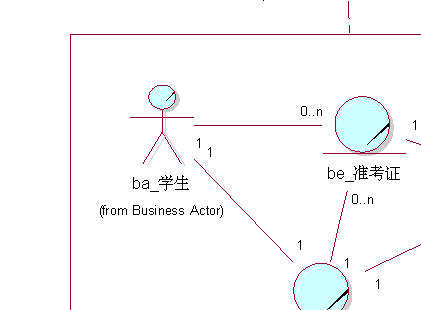 0..n
1
1
1
be_准考证
ba_学生
0..n
(from Business Actor)
1
1
1